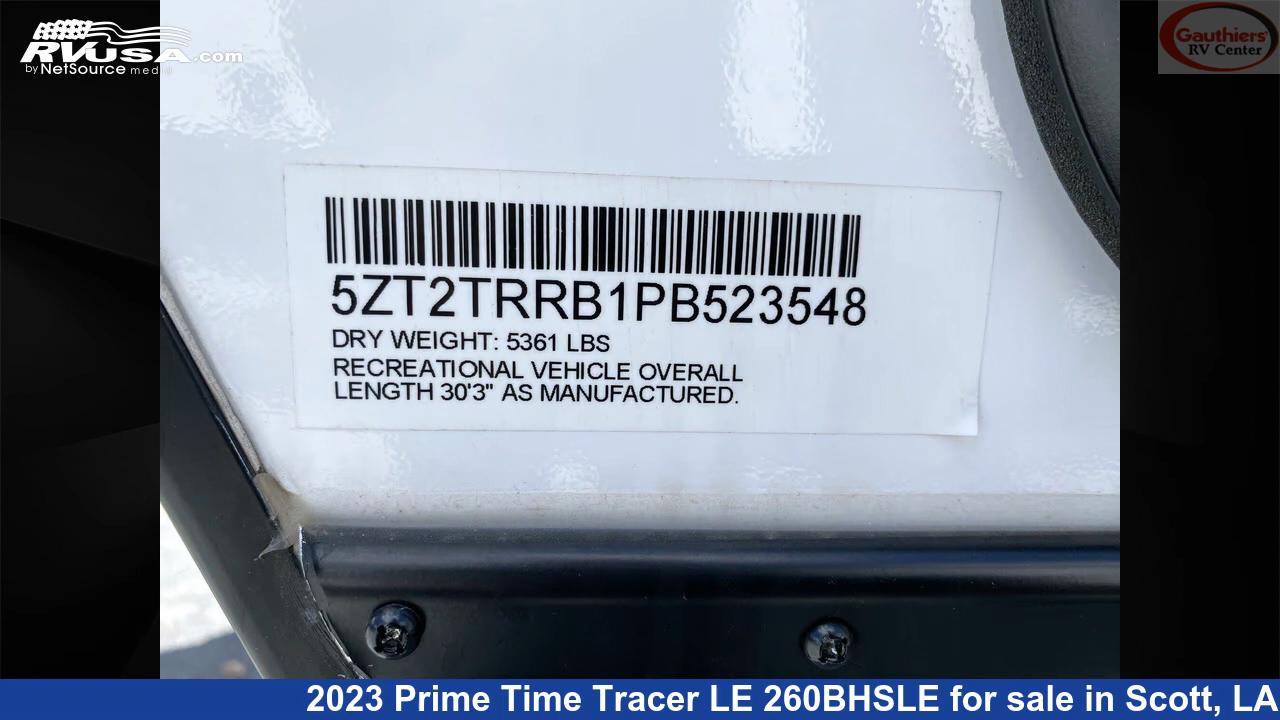 RVUSA.com
by NetSource media
Gauthiers'
RV Center
5ZT2TRRB1PB523548
DRY WEIGHT: 5361 LBS
RECREATIONAL VEHICLE OVERALL
LENGTH 30'3" AS MANUFACTURED.
2023 Prime Time Tracer LE 260BHSLE for sale in Scott, LA